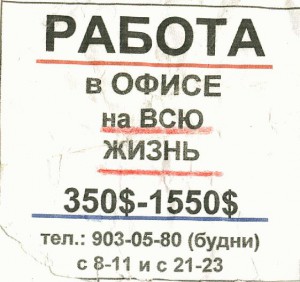 РАБОТА
в ОФИСЕ
на ВСЮ
ЖИЗНЬ
350$-1550$
тел.: 903-05-80 (будни)
с 8-11 и с 21-23